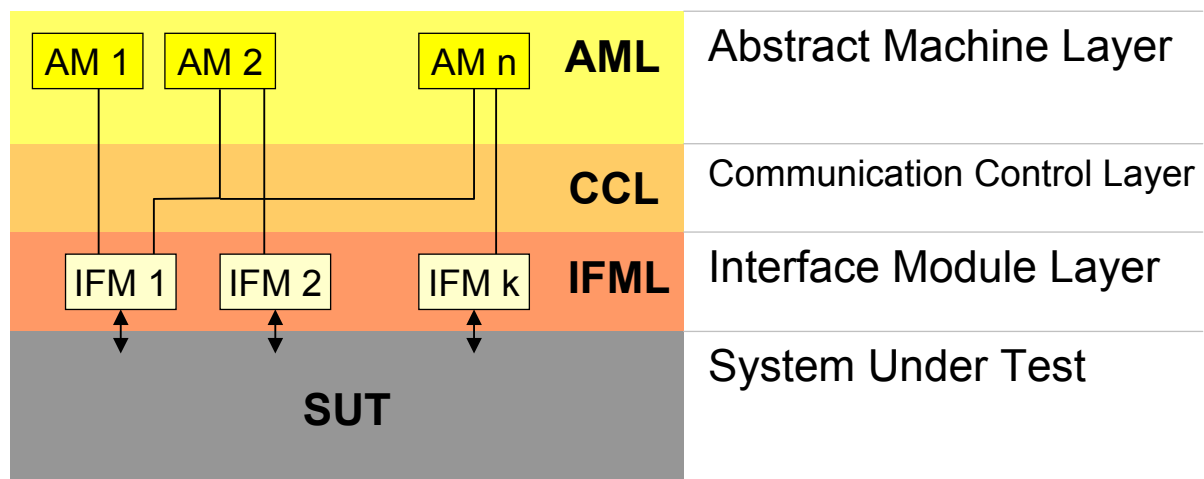 AM 1 AM 2 AM n AML Abstract Machine Layer
CCL Communication Control Layer
IFM 1 IFM 2 IFM k IFML Interface Module Layer
SUT System Under Test